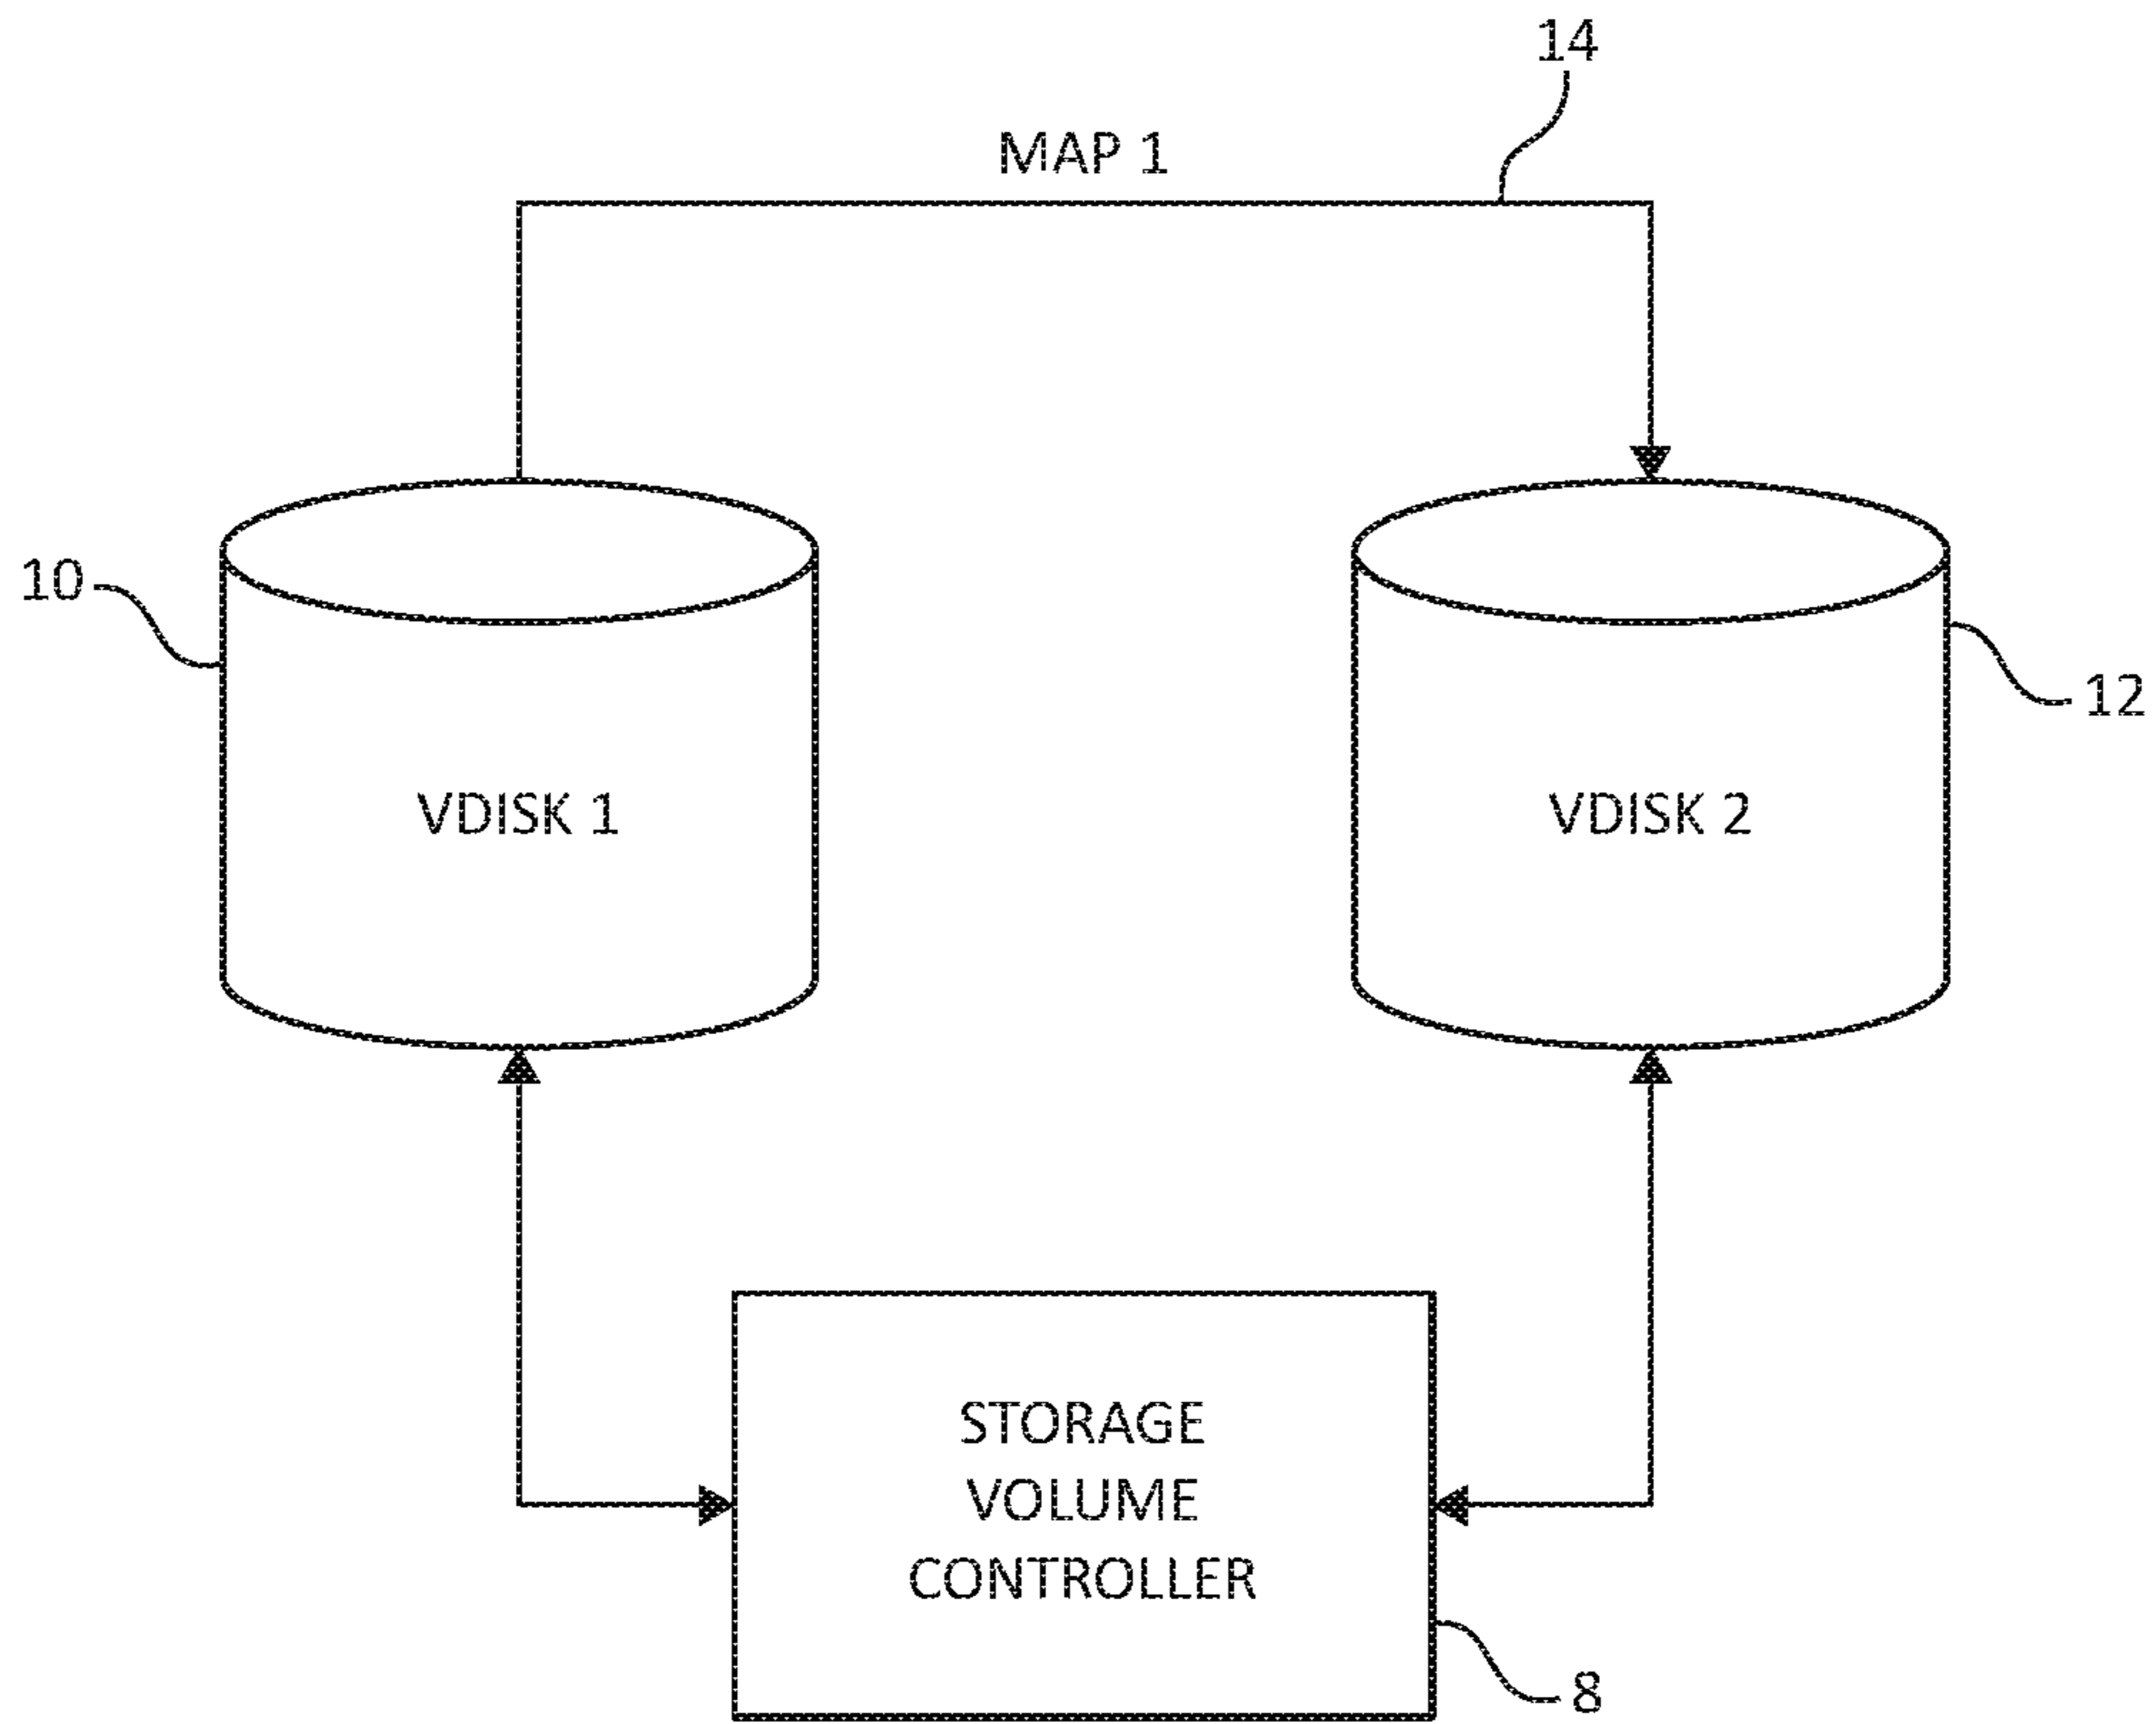 14
MAP 1
10
12
VDISK 1
VDISK 2
STORAGE
VOLUME
CONTROLLER
8